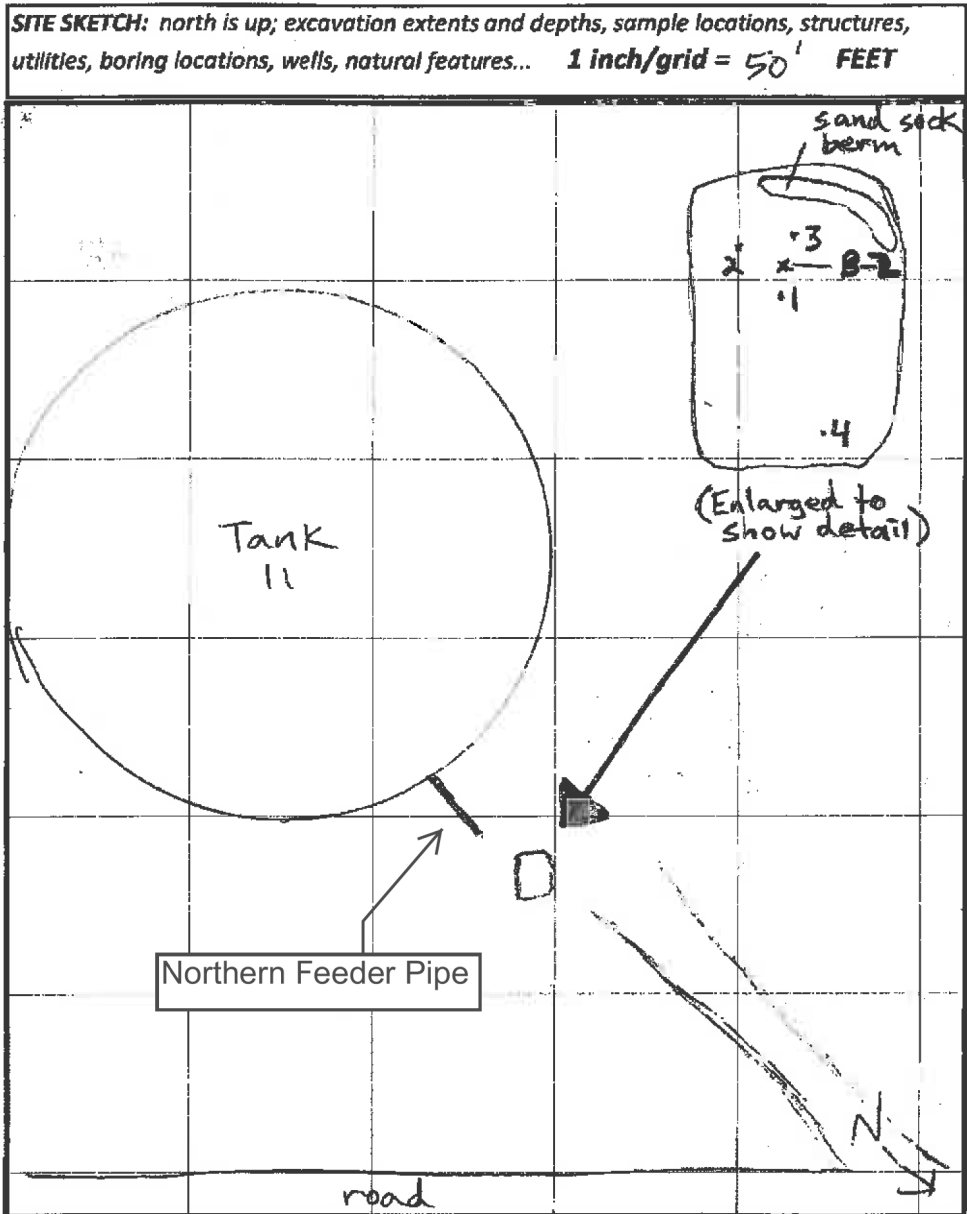 SITE SKETCH: north is up; excavation extents and depths, sample locations, structures,
utilities, boring locations, wells, natural features... 1 inch/grid = 50' FEET
sand sock
berm
3
2 x B-2
1
4
(Enlarged to
show detail)
Tank
11
Northern Feeder Pipe
N
road